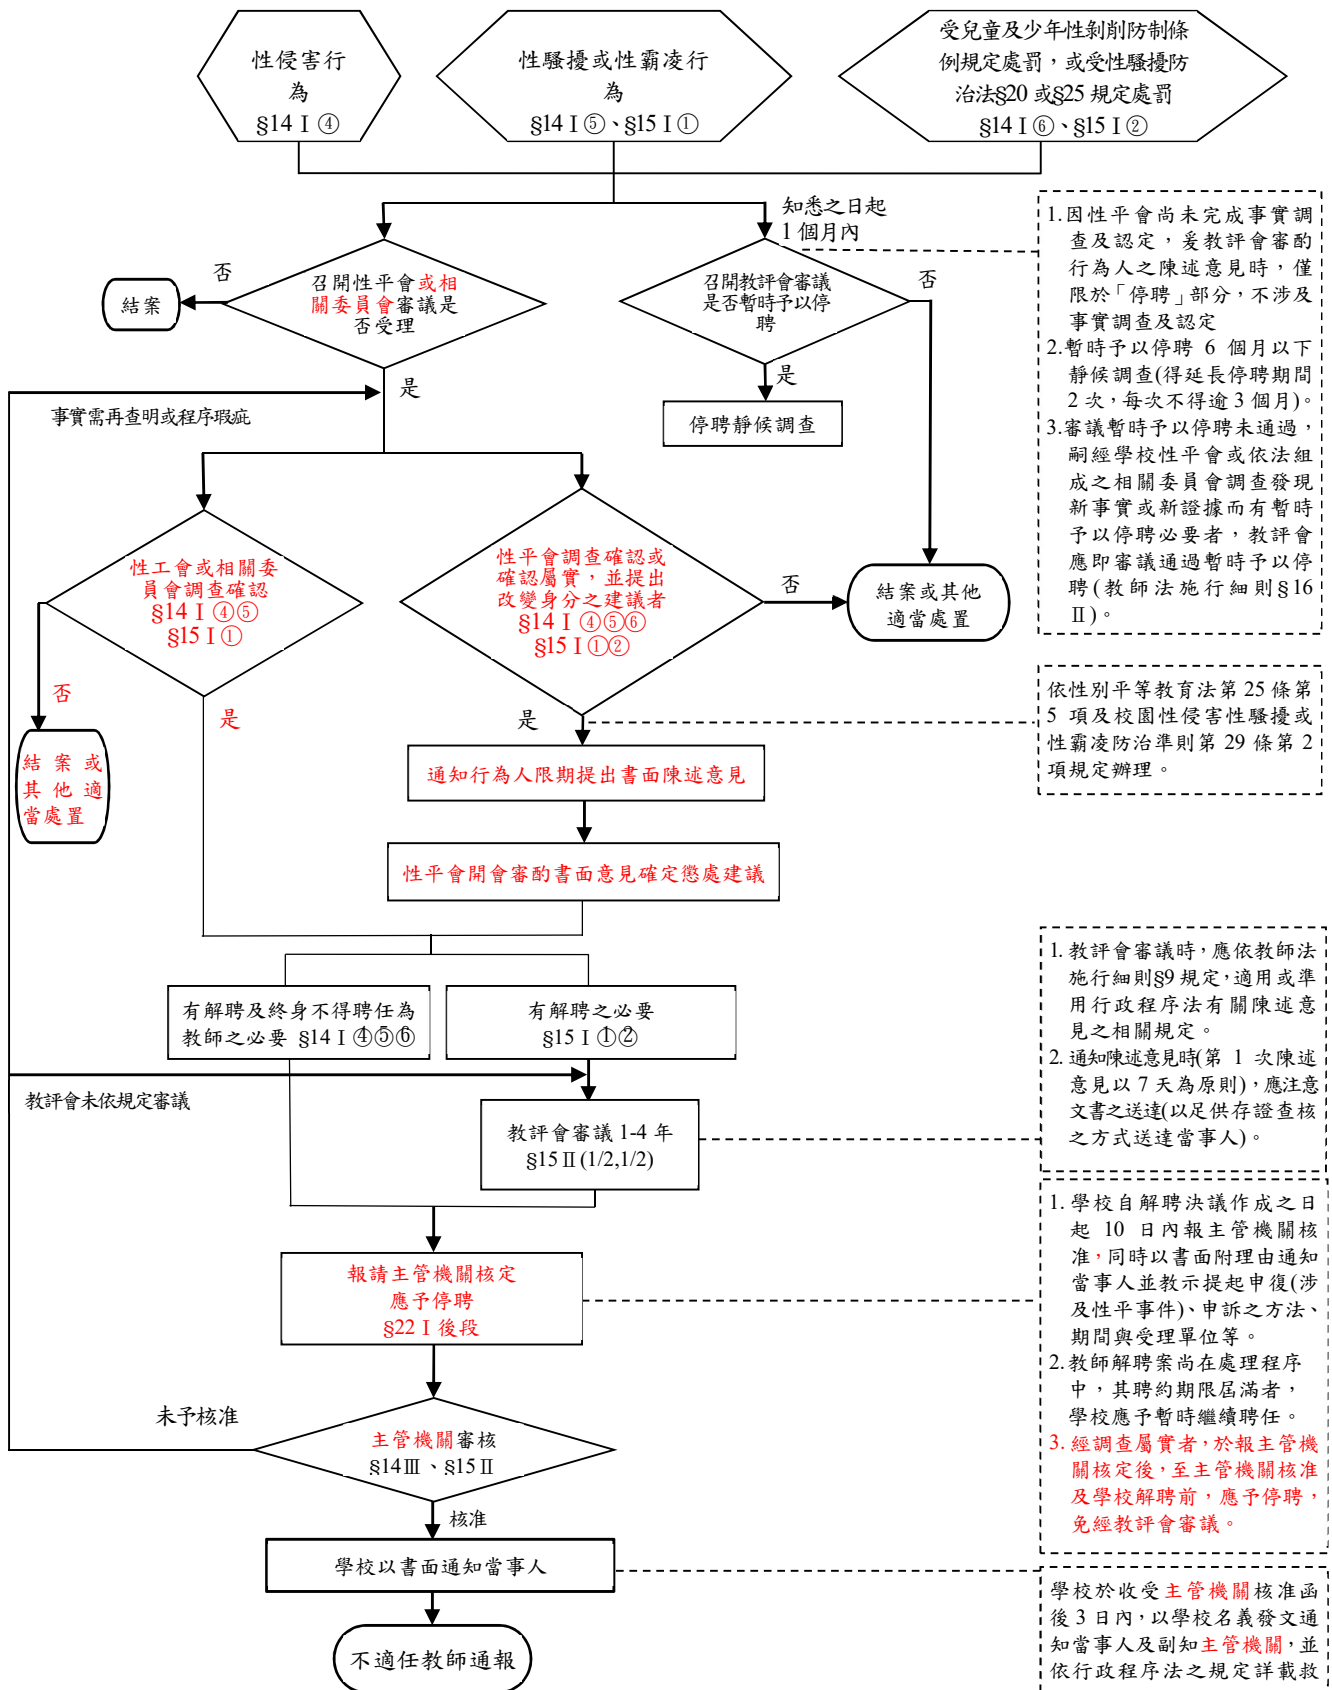 性侵害行
為
§14 I ④
性騷擾或性霸凌行
為
§14 I ⑤、§15 I ①
受兒童及少年性剝削防制條
例規定處罰，或受性騷擾防
治法§20 或§25 規定處罰
§14 I ⑥、§15 I ②
知悉之日起
1 個月內
否
結案
召開性平會或相
關委員會審議是
否受理
召開教評會審議
是否暫時予以停
聘
否
是
是
停聘靜候調查
事實需再查明或程序瑕疵
1.因性平會尚未完成事實調
查及認定，爰教評會審酌
行為人之陳述意見時，僅
限於「停聘」部分，不涉及
事實調查及認定
2.暫時予以停聘 6 個月以下
靜候調查(得延長停聘期間
2 次，每次不得逾 3 個月)。
3.審議暫時予以停聘未通過，
嗣經學校性平會或依法組
成之相關委員會調查發現
新事實或新證據而有暫時
予以停聘必要者，教評會
應即審議通過暫時予以停
聘(教師法施行細則§16
Ⅱ)。
性工會或相關委
員會調查確認
§14 I ④⑤
§15 I ①
性平會調查確認或
確認屬實，並提出
改變身分之建議者
§14 I ④⑤⑥
§15 I ①②
否
結案或其他
適當處置
否
是
是
結案或
其他適
當處置
依性別平等教育法第 25 條第
5 項及校園性侵害性騷擾或
性霸凌防治準則第 29 條第 2
項規定辦理。
通知行為人限期提出書面陳述意見
性平會開會審酌書面意見確定懲處建議
有解聘及終身不得聘任為
教師之必要 §14 I ④⑤⑥
有解聘之必要
§15 I ①②
1. 教評會審議時，應依教師法
施行細則§9 規定，適用或準
用行政程序法有關陳述意
見之相關規定。
2. 通知陳述意見時(第 1 次陳述
意見以 7 天為原則)，應注意
文書之送達(以足供存證查核
之方式送達當事人)。
教評會未依規定審議
教評會審議 1-4 年
§15Ⅱ(1/2,1/2)
報請主管機關核定
應予停聘
§22 I 後段
1. 學校自解聘決議作成之日
起 10 日內報主管機關核
准，同時以書面附理由通知
當事人並教示提起申復(涉
及性平事件)、申訴之方法、
期間與受理單位等。
2. 教師解聘案尚在處理程序
中，其聘約期限屆滿者，
學校應予暫時繼續聘任。
3. 經調查屬實者，於報主管機
關核定後，至主管機關核准
及學校解聘前，應予停聘，
免經教評會審議。
未予核准
主管機關審核
§14Ⅲ、§15Ⅱ
核准
學校以書面通知當事人
不適任教師通報
學校於收受主管機關核准函
後 3 日內，以學校名義發文通
知當事人及副知主管機關，並
依行政程序法之規定詳載救